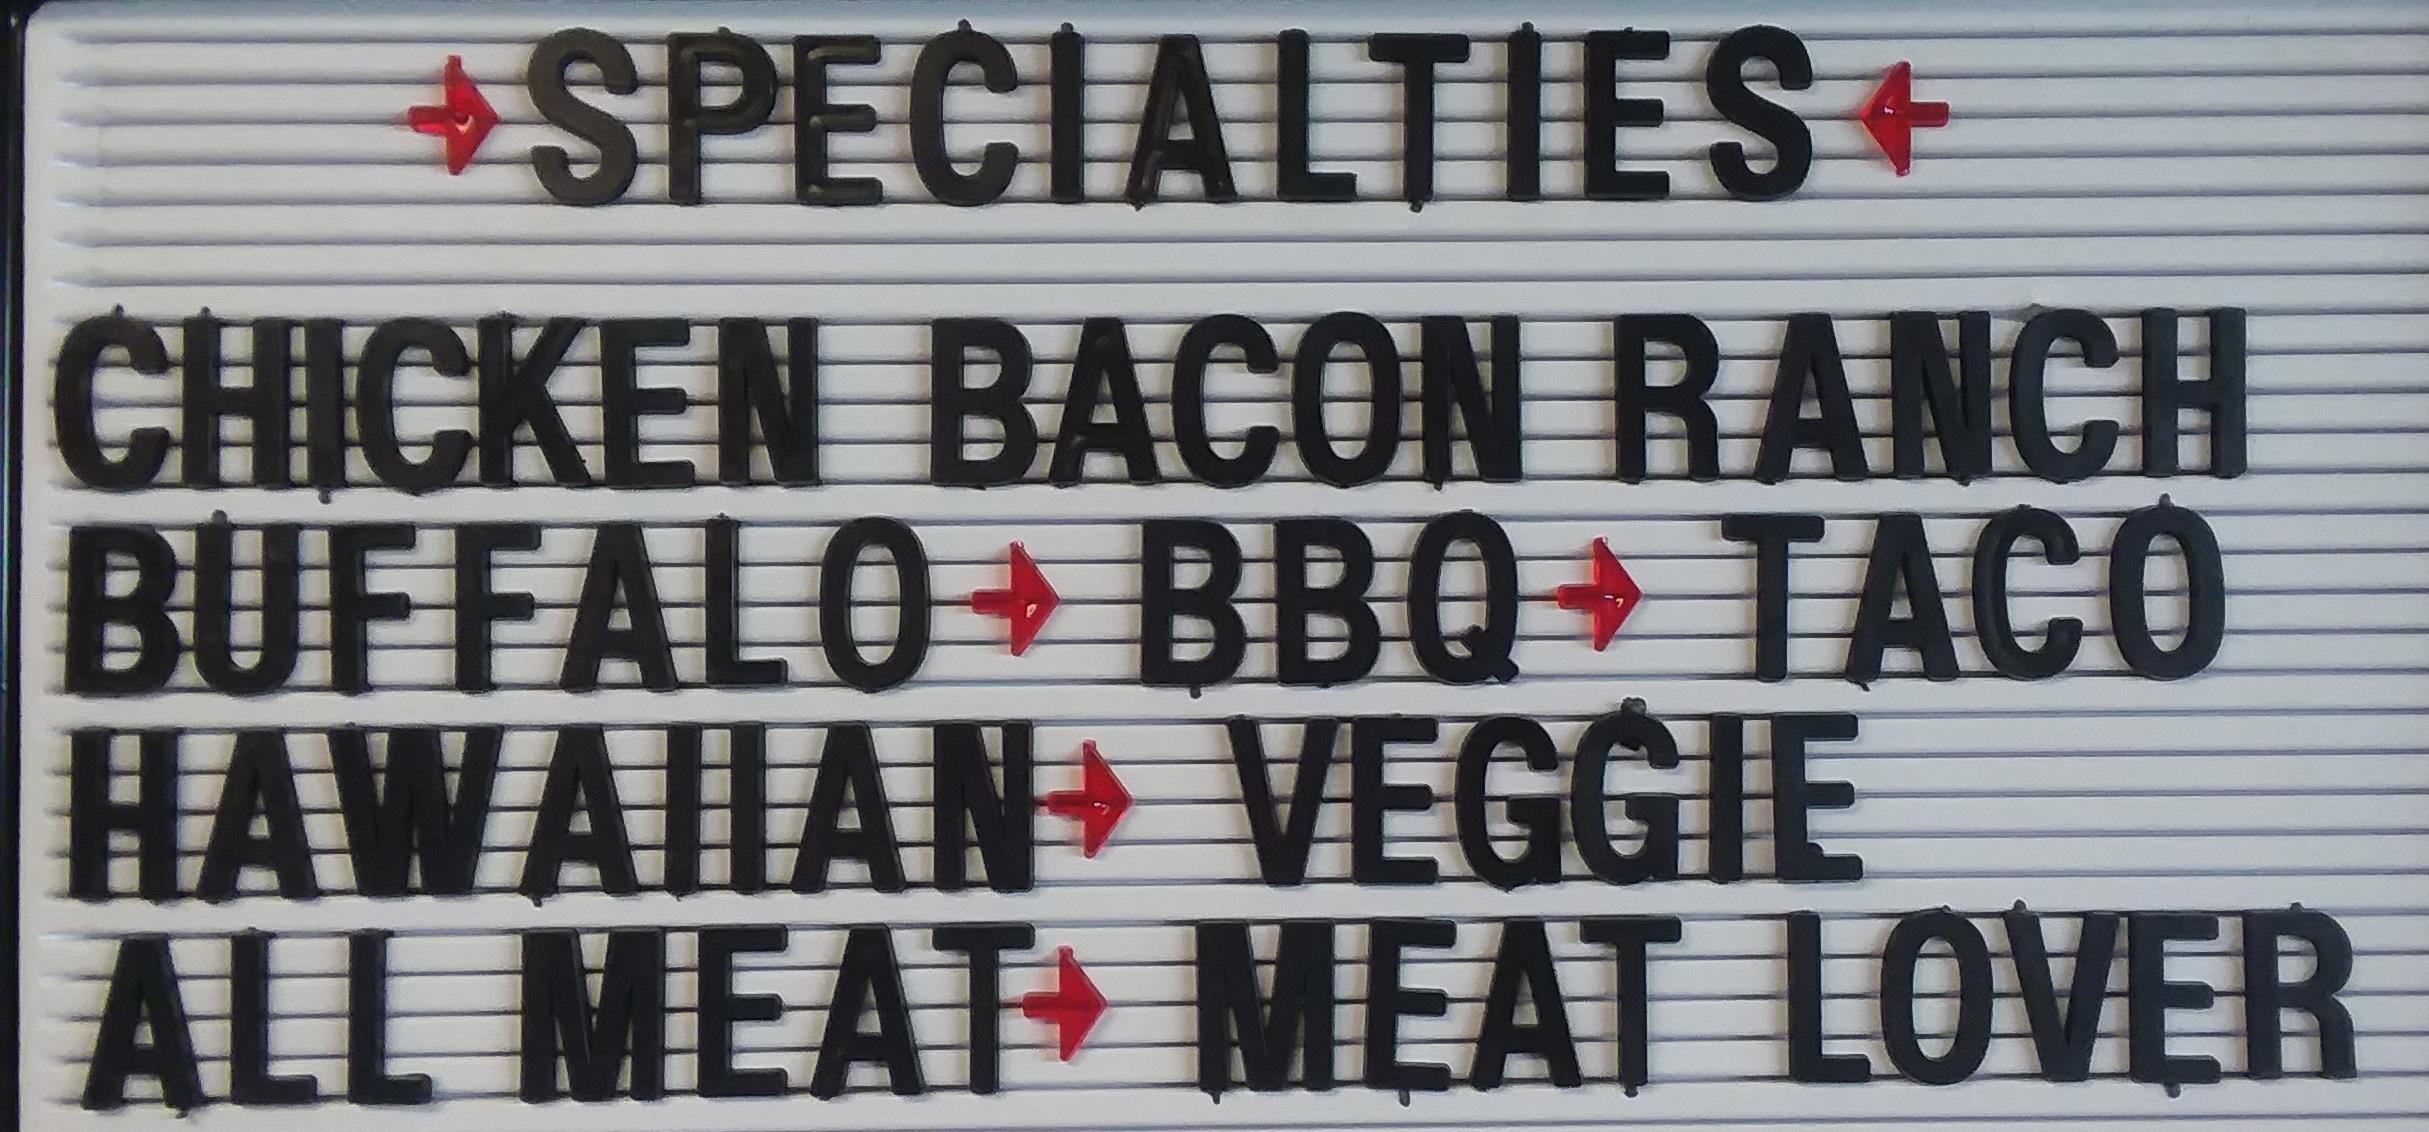 SPECIALTIES
CHICKEN BACON RANCH
BUFFALO BBQ TACO
HAWAIIAN VEGGIE
ALL MEAT MEAT LOVER